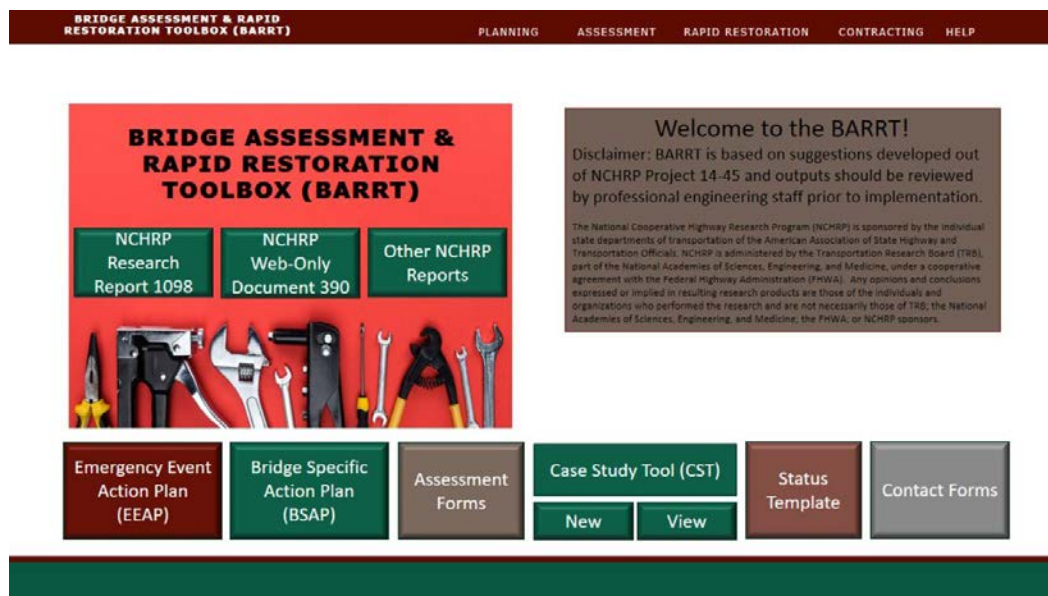 BRIDGE ASSESSMENT & RAPID
RESTORATION TOOLBOX (BARRT)
PLANNING
ASSESSMENT
RAPID RESTORATION
CONTRACTING
HELP
BRIDGE ASSESSMENT &
RAPID RESTORATION
TOOLBOX (BARRT)
NCHRP
Research
Report 1098
NCHRP
Web-Only
Document 390
Other NCHRP
Reports
Welcome to the BARRT!
Disclaimer: BARRT is based on suggestions developed out
of NCHRP Project 14-45 and outputs should be reviewed
by professional engineering staff prior to implementation.
The National Cooperative Highway Research Program (NCHRP) is sponsored by the individual
state departments of transportation of the American Association of State Highway and
Transportation Officials. NCHRP is administered by the Transportation Research Board (TRB),
part of the National Academies of Sciences, Engineering, and Medicine, under a cooperative
agreement with the Federal Highway Administration (FHWA). Any opinions and conclusions
expressed or implied in resulting research products are those of the individuals and
organizations who performed the research and are not necessarily those of TRB; the National
Academies of Sciences, Engineering, and Medicine; the FHWA; or NCHRP sponsors.
Emergency Event
Action Plan
(EEAP)
Bridge Specific
Action Plan
(BSAP)
Assessment
Forms
Case Study Tool (CST)
New
View
Status
Template
Contact Forms